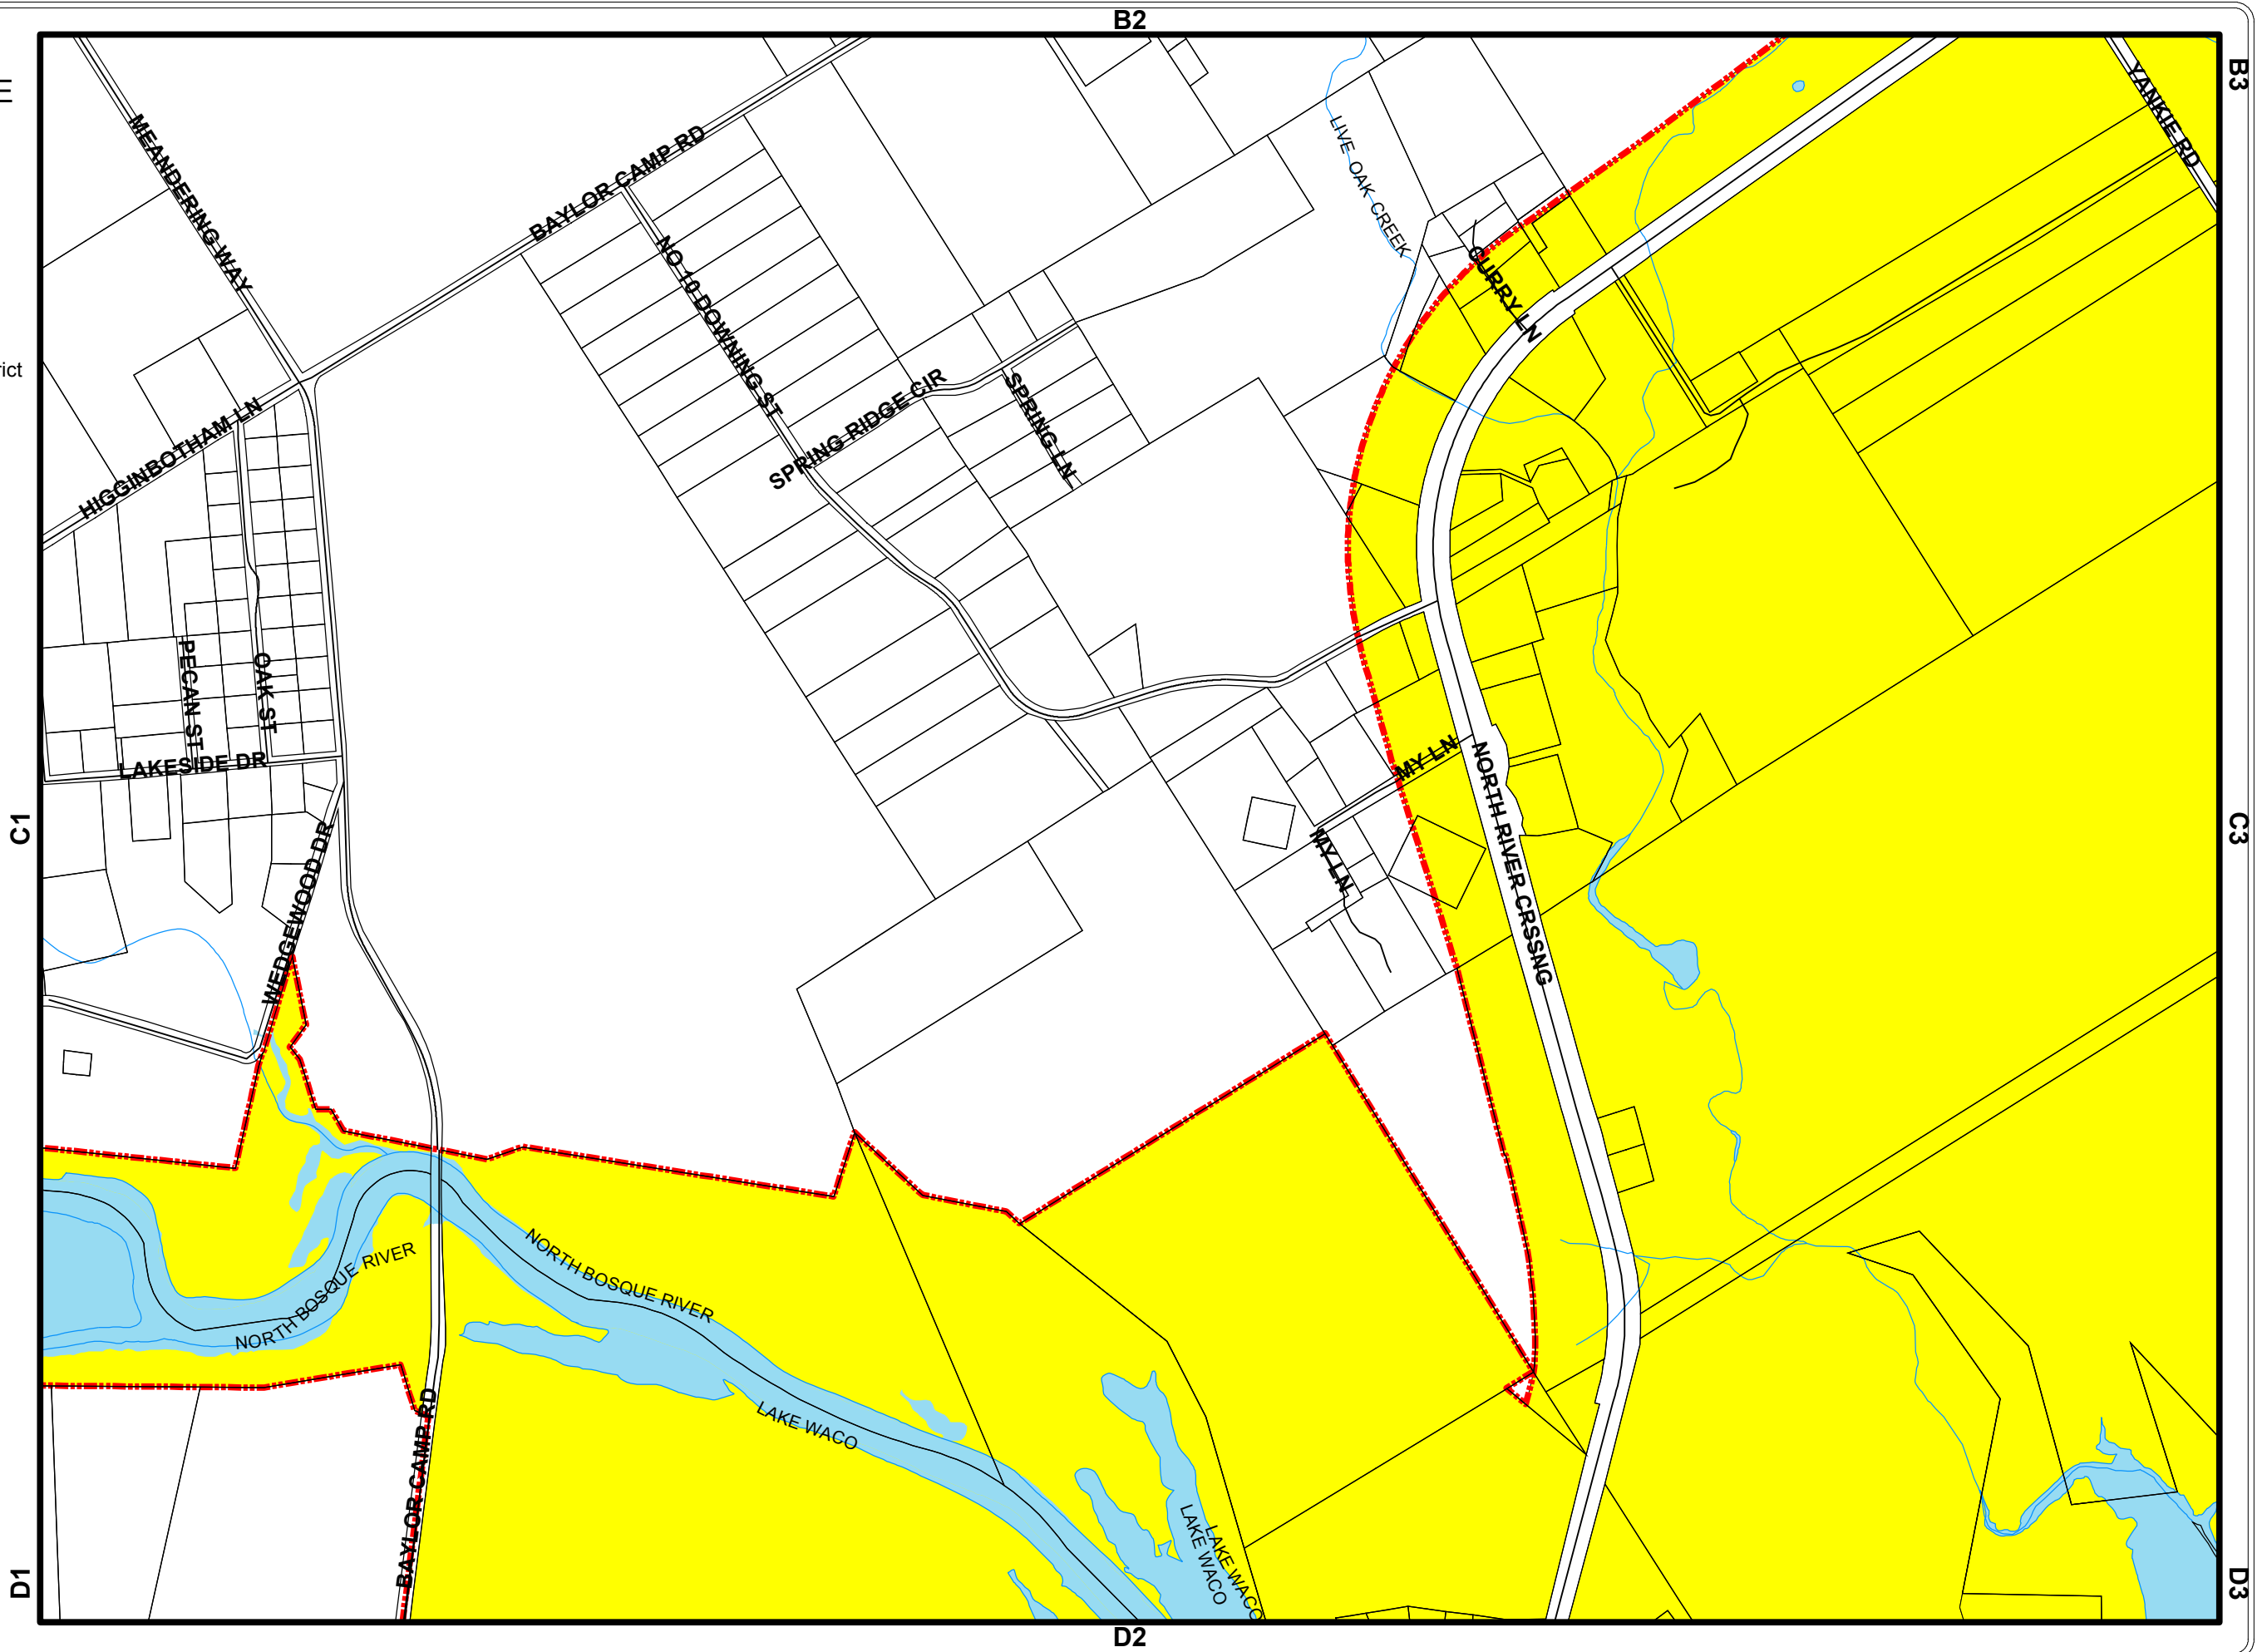 B2
B3
YANKIE RD
MEANDERING WAY
BAYLOR CAMP RD
LIVE OAK CREEK
NO 10 DOWNING ST
CURRY LN
rict
SPRING RIDGE CIR
SPRING LN
HIGGINBOTHAM LN
PECAN ST
OAK ST
LAKESIDE DR
MY LN
NORTH RIVER CRSSNG
C1
C3
MY LN
WEDGEWOOD DR
NORTH BOSQUE RIVER
NORTH BOSQUE RIVER
LAKE WACO
BAYLOR CAMP RD
LAKE WACO
LAKE WACO
D1
D3
D2